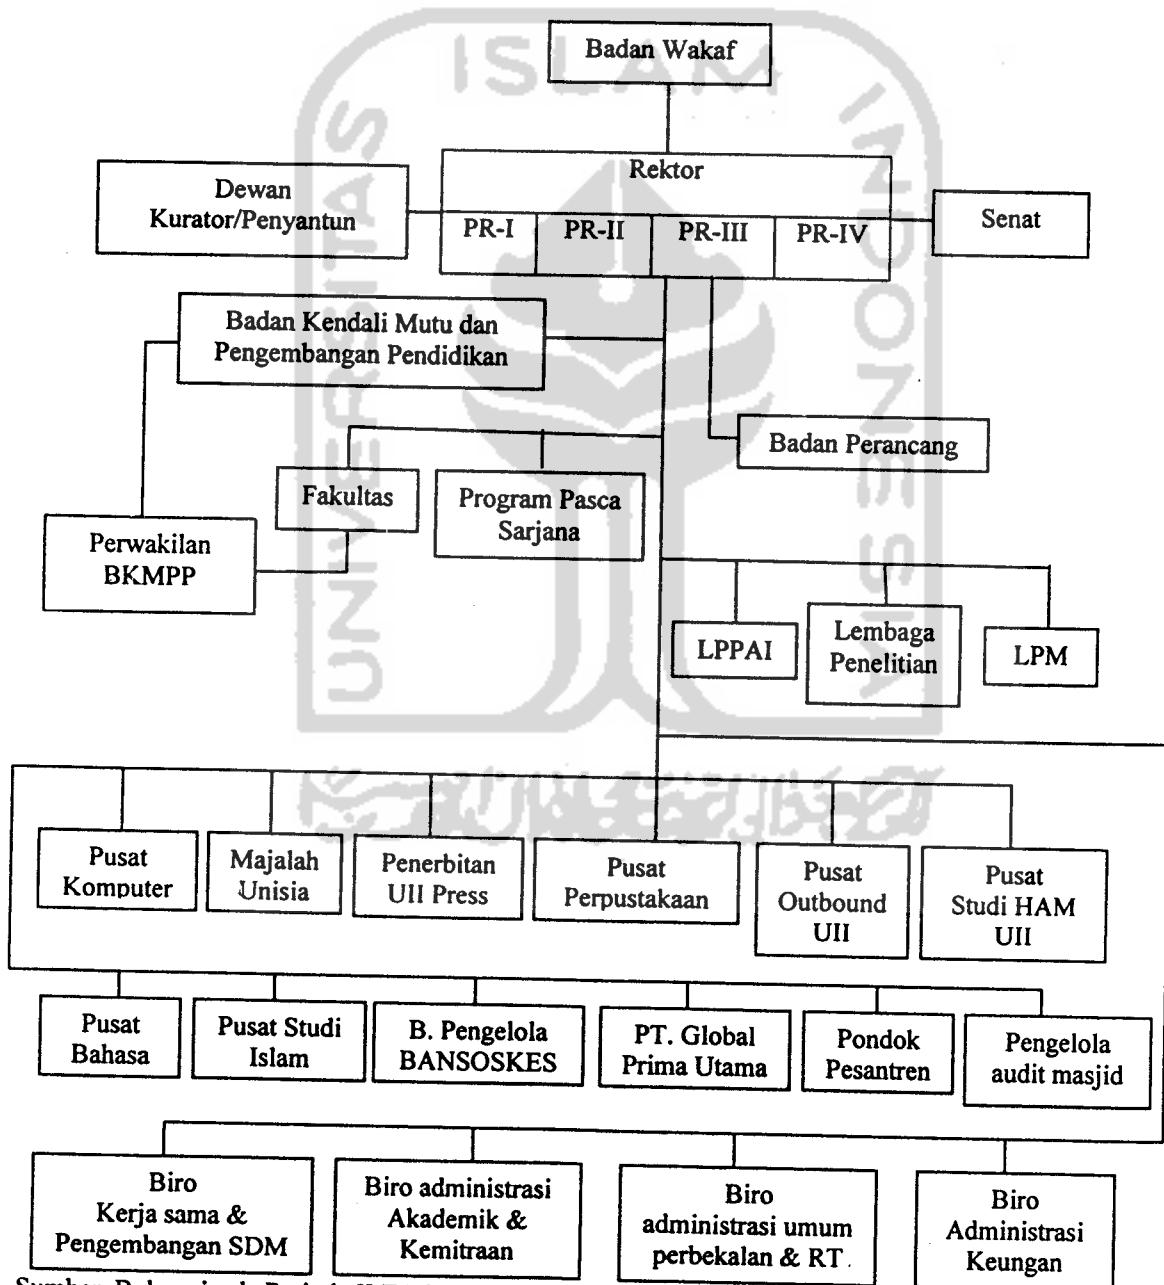 Badan Wakaf
Rektor
Dewan
Kurator/Penyantun
PR-I
PR-II
PR-III
PR-IV
Senat
Badan Kendali Mutu dan
Pengembangan Pendidikan
Badan Perancang
Fakultas
Program Pasca
Sarjana
Perwakilan
BKMPP
LPPAI
Lembaga
Penelitian
LPM
Pusat
Komputer
Majalah
Unisia
Penerbitan
UII Press
Pusat
Perpustakaan
Pusat
Outbound
UII
Pusat
Studi HAM
UII
Pusat
Bahasa
Pusat Studi
Islam
B. Pengelola
BANSOSKES
PT. Global
Prima Utama
Pondok
Pesantren
Pengelola
audit masjid
Biro
Kerja sama &
Pengembangan SDM
Biro administrasi
Akademik &
Kemitraan
Biro
administrasi umum
perbekalan & RT
Biro
Administrasi
Keungan
UNIVERSITAS
ISLAM
INDONESIA